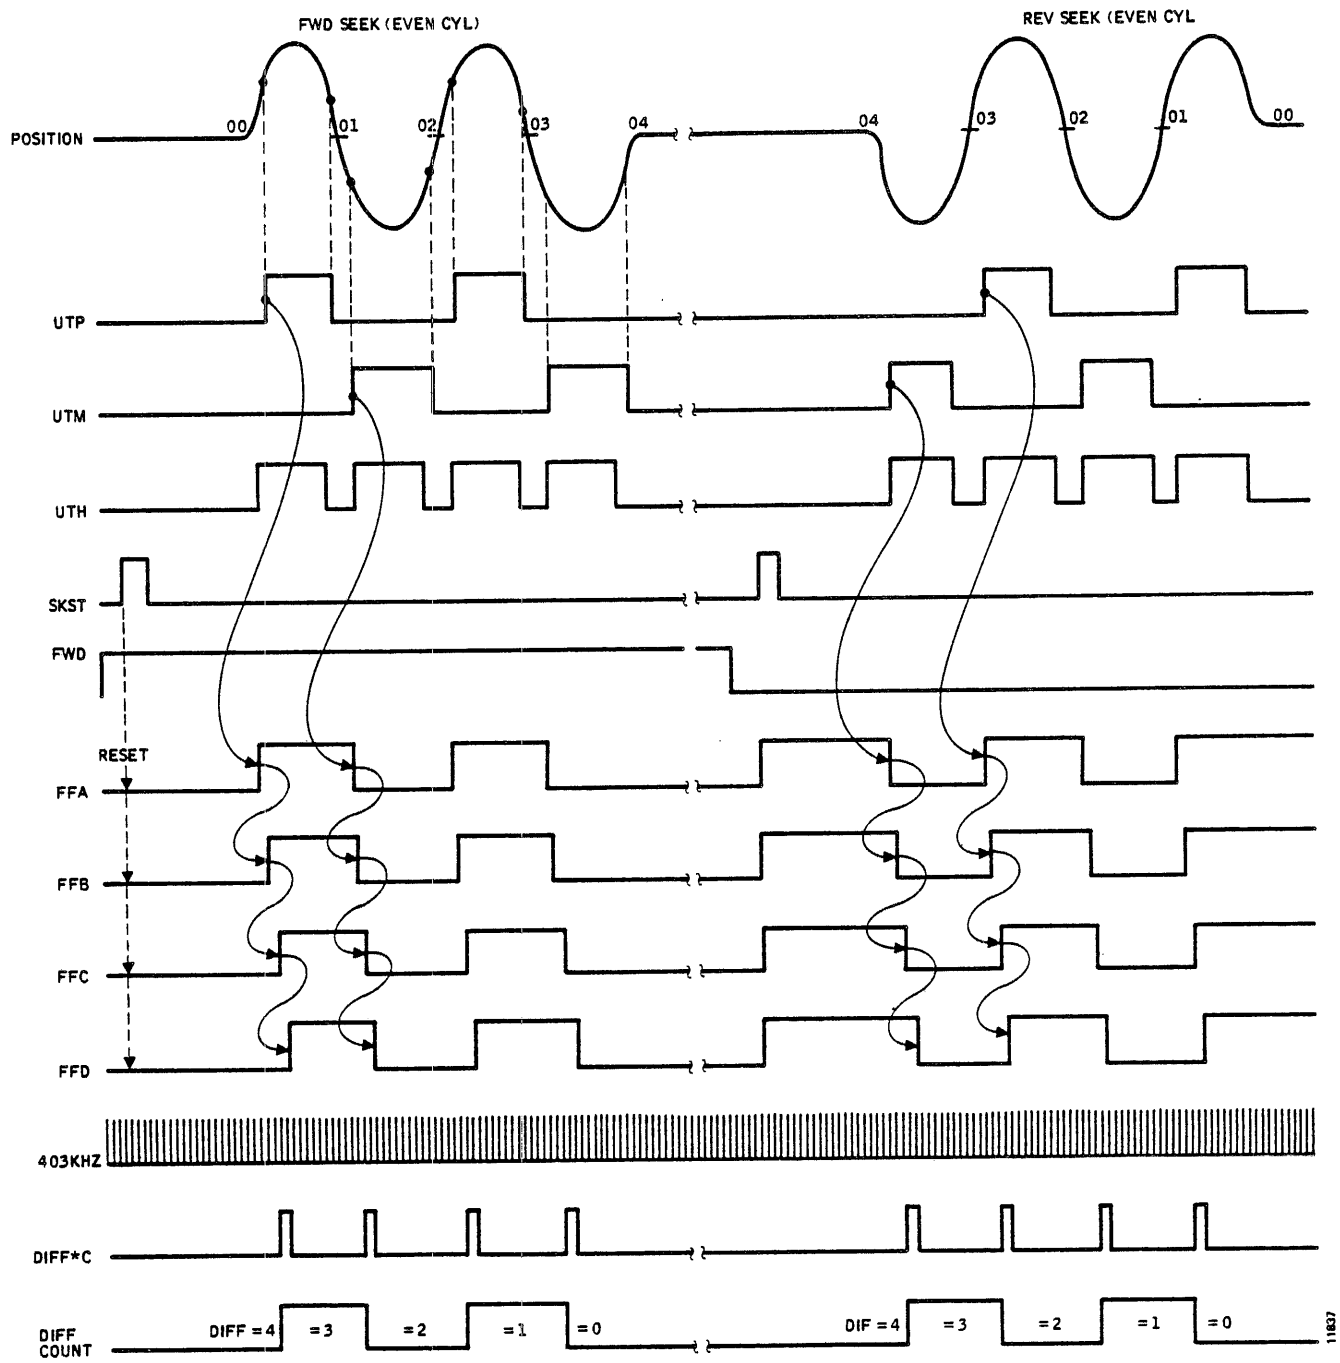 FWD SEEK (EVEN CYL)
REV SEEK (EVEN CYL
POSITION
00
01
02
03
04
04
03
02
01
00
UTP
UTM
UTH
SKST
FWD
RESET
FFA
FFB
FFC
FFD
403KHZ
DIFF*C
DIFF COUNT
DIFF = 4
= 3
= 2
= 1
= 0
DIF = 4
= 3
= 2
= 1
= 0
11837